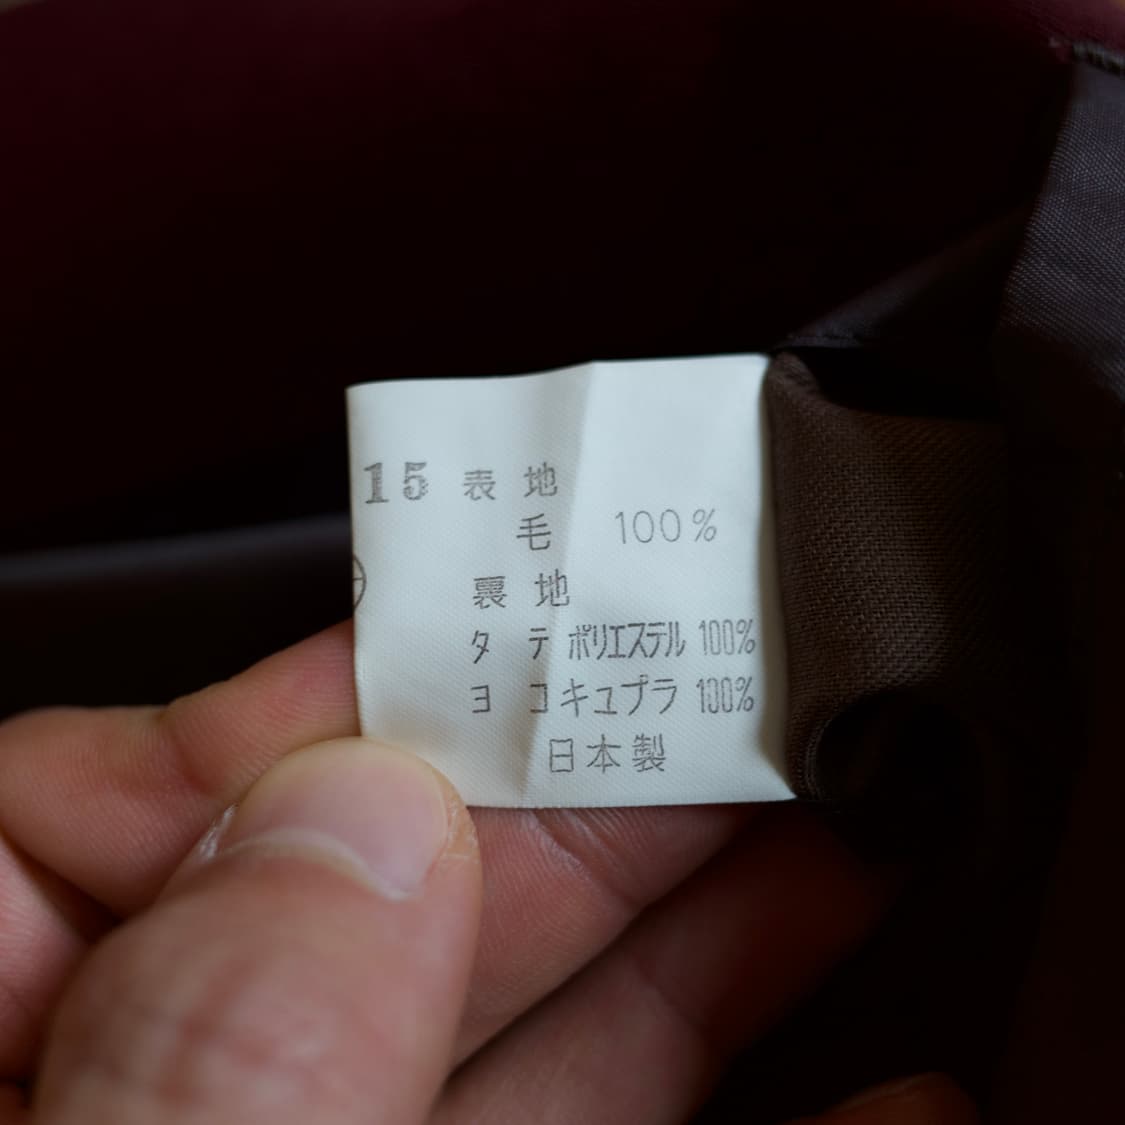 15 表地
毛 100%
裏地
タテ ポリエステル 100%
ヨコ キュプラ 100%
日本製